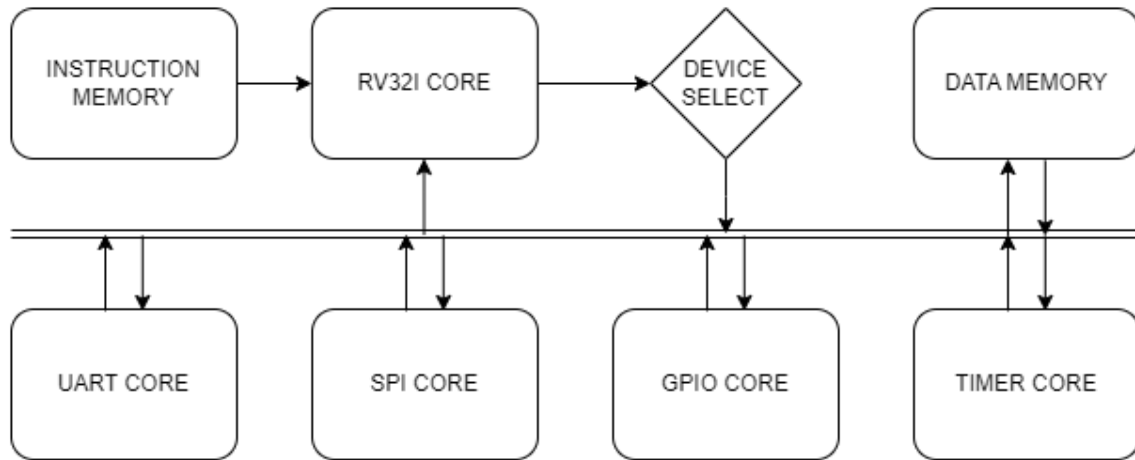 INSTRUCTION
MEMORY
RV32I CORE
DEVICE
SELECT
DATA MEMORY
UART CORE
SPI CORE
GPIO CORE
TIMER CORE